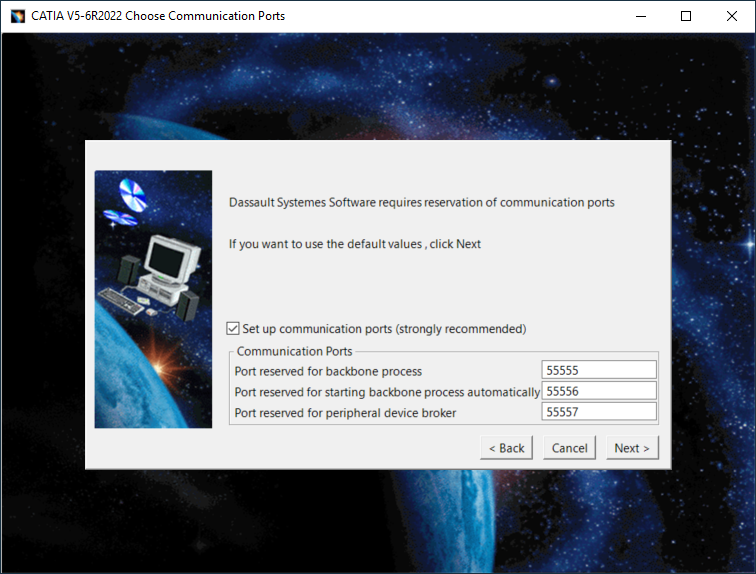 CATIA V5-6R2022 Choose Communication Ports
Dassault Systemes Software requires reservation of communication ports
If you want to use the default values , click Next
Set up communication ports (strongly recommended)
Communication Ports
Port reserved for backbone process 55555
Port reserved for starting backbone process automatically 55556
Port reserved for peripheral device broker 55557
< Back Cancel Next >